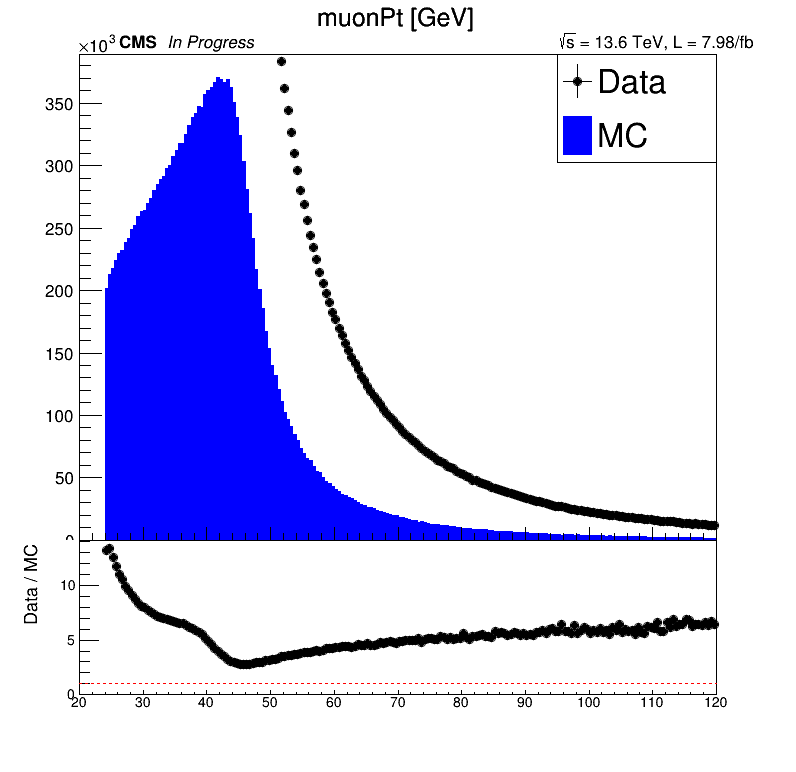 muonPt [GeV]
×10³ CMS In Progress √s = 13.6 TeV, L = 7.98/fb
Data
MC
350
300
250
200
150
100
50
0
Data / MC
10
5
0
20 30 40 50 60 70 80 90 100 110 120